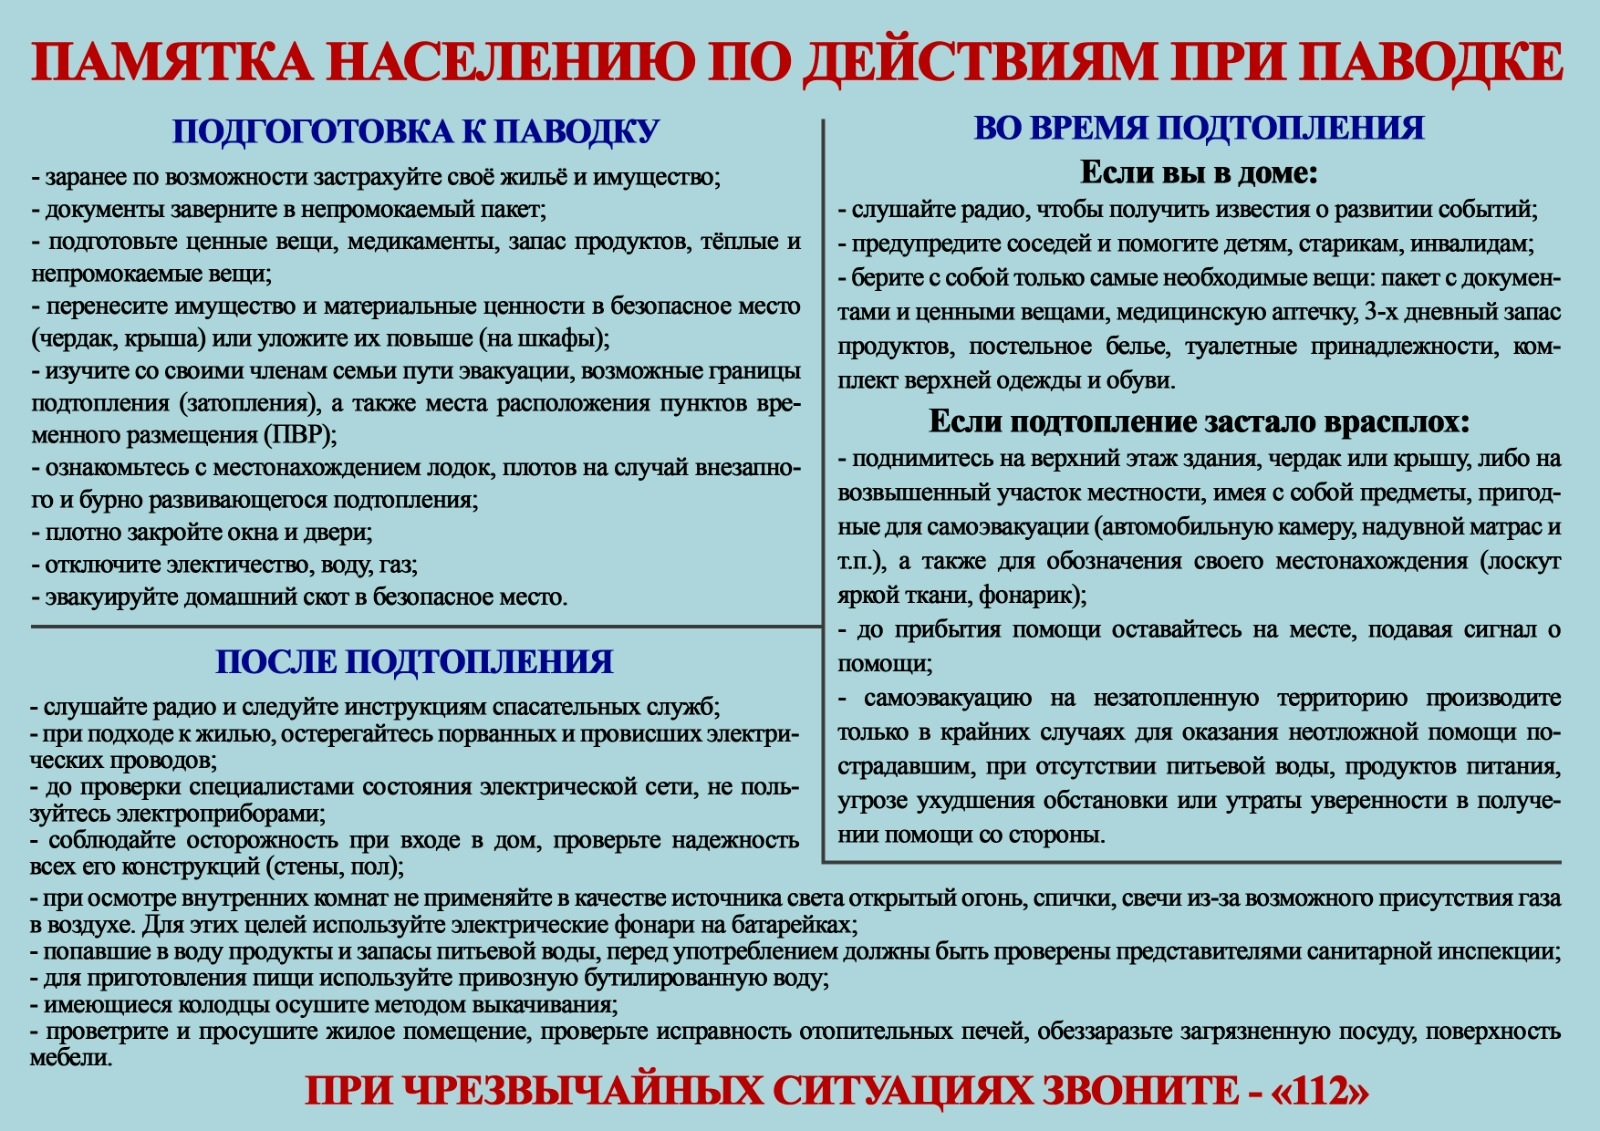 ПАМЯТКА НАСЕЛЕНИЮ ПО ДЕЙСТВИЯМ ПРИ ПАВОДКЕ
ПОДГОГОТОВКА К ПАВОДКУ
- заранее по возможности застрахуйте своё жильё и имущество;
- документы заверните в непромокаемый пакет;
- подготовьте ценные вещи, медикаменты, запас продуктов, тёплые и
непромокаемые вещи;
- перенесите имущество и материальные ценности в безопасное место
(чердак, крыша) или уложите их повыше (на шкафы);
- изучите со своими членам семьи пути эвакуации, возможные границы
подтопления (затопления), а также места расположения пунктов вре-
менного размещения (ПВР);
- ознакомьтесь с местонахождением лодок, плотов на случай внезапно-
го и бурно развивающегося подтопления;
- плотно закройте окна и двери;
- отключите электичество, воду, газ;
- эвакуируйте домашний скот в безопасное место.
ВО ВРЕМЯ ПОДТОПЛЕНИЯ
Если вы в доме:
- слушайте радио, чтобы получить известия о развитии событий;
- предупредите соседей и помогите детям, старикам, инвалидам;
- берите с собой только самые необходимые вещи: пакет с докумен-
тами и ценными вещами, медицинскую аптечку, 3-х дневный запас
продуктов, постельное белье, туалетные принадлежности, ком-
плект верхней одежды и обуви.
Если подтопление застало врасплох:
- поднимитесь на верхний этаж здания, чердак или крышу, либо на
возвышенный участок местности, имея с собой предметы, пригод-
ные для самоэвакуации (автомобильную камеру, надувной матрас и
т.п.), а также для обозначения своего местонахождения (лоскут
яркой ткани, фонарик);
- до прибытия помощи оставайтесь на месте, подавая сигнал о
помощи;
- самоэвакуацию на незатопленную территорию производите
только в крайних случаях для оказания неотложной помощи по-
страдавшим, при отсутствии питьевой воды, продуктов питания,
угрозе ухудшения обстановки или утраты уверенности в получе-
нии помощи со стороны.
ПОСЛЕ ПОДТОПЛЕНИЯ
- слушайте радио и следуйте инструкциям спасательных служб;
- при подходе к жилью, остерегайтесь порванных и провисших электри-
ческих проводов;
- до проверки специалистами состояния электрической сети, не поль-
зуйтесь электроприборами;
- соблюдайте осторожность при входе в дом, проверьте надежность
всех его конструкций (стены, пол);
- при осмотре внутренних комнат не применяйте в качестве источника света открытый огонь, спички, свечи из-за возможного присутствия газа
в воздухе. Для этих целей используйте электрические фонари на батарейках;
- попавшие в воду продукты и запасы питьевой воды, перед употреблением должны быть проверены представителями санитарной инспекции;
- для приготовления пищи используйте привозную бутилированную воду;
- имеющиеся колодцы осушите методом выкачивания;
- проветрите и просушите жилое помещение, проверьте исправность отопительных печей, обеззаразьте загрязненную посуду, поверхность
мебели.
ПРИ ЧРЕЗВЫЧАЙНЫХ СИТУАЦИЯХ ЗВОНИТЕ - «112»